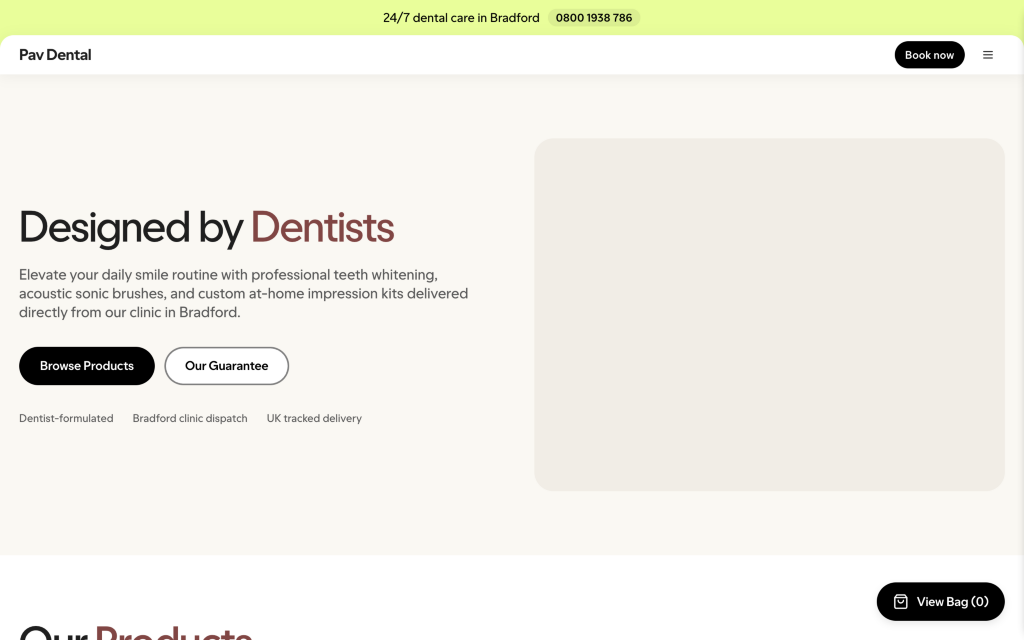 24/7 dental care in Bradford 0800 1938 786
Pav Dental
Book now
Designed by Dentists
Elevate your daily smile routine with professional teeth whitening,
acoustic sonic brushes, and custom at-home impression kits delivered
directly from our clinic in Bradford.
Browse Products
Our Guarantee
Dentist-formulated
Bradford clinic dispatch
UK tracked delivery
View Bag (0)
Our Products